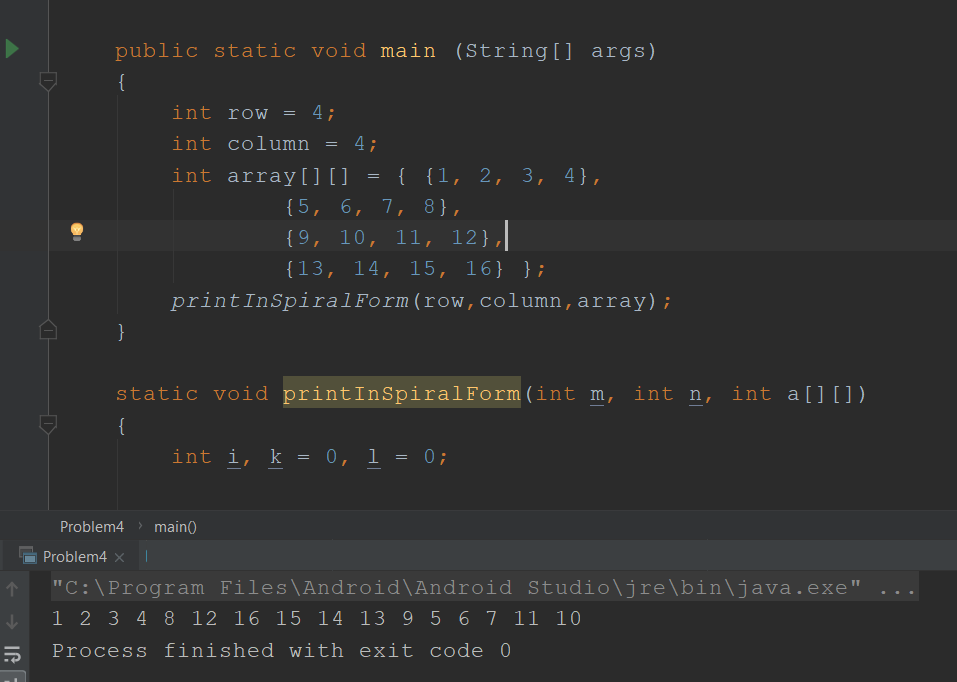 public static void main (String[] args)
{
int row = 4;
int column = 4;
int array[][] = { {1, 2, 3, 4},
{5, 6, 7, 8},
{9, 10, 11, 12},
{13, 14, 15, 16} };
printInSpiralForm(row,column,array);
}
static void printInSpiralForm(int m, int n, int a[][])
{
int i, k = 0, l = 0;
Problem4 › main()
Problem4 ×
"C:\Program Files\Android\Android Studio\jre\bin\java.exe" ...
1 2 3 4 8 12 16 15 14 13 9 5 6 7 11 10
Process finished with exit code 0